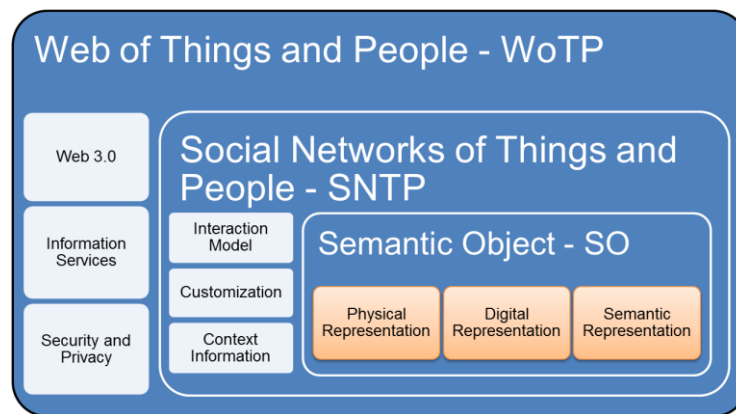 Web of Things and People - WoTP
Web 3.0
Information
Services
Security and
Privacy
Social Networks of Things and
People - SNTP
Interaction
Model
Customization
Context
Information
Semantic Object - SO
Physical
Representation
Digital
Representation
Semantic
Representation